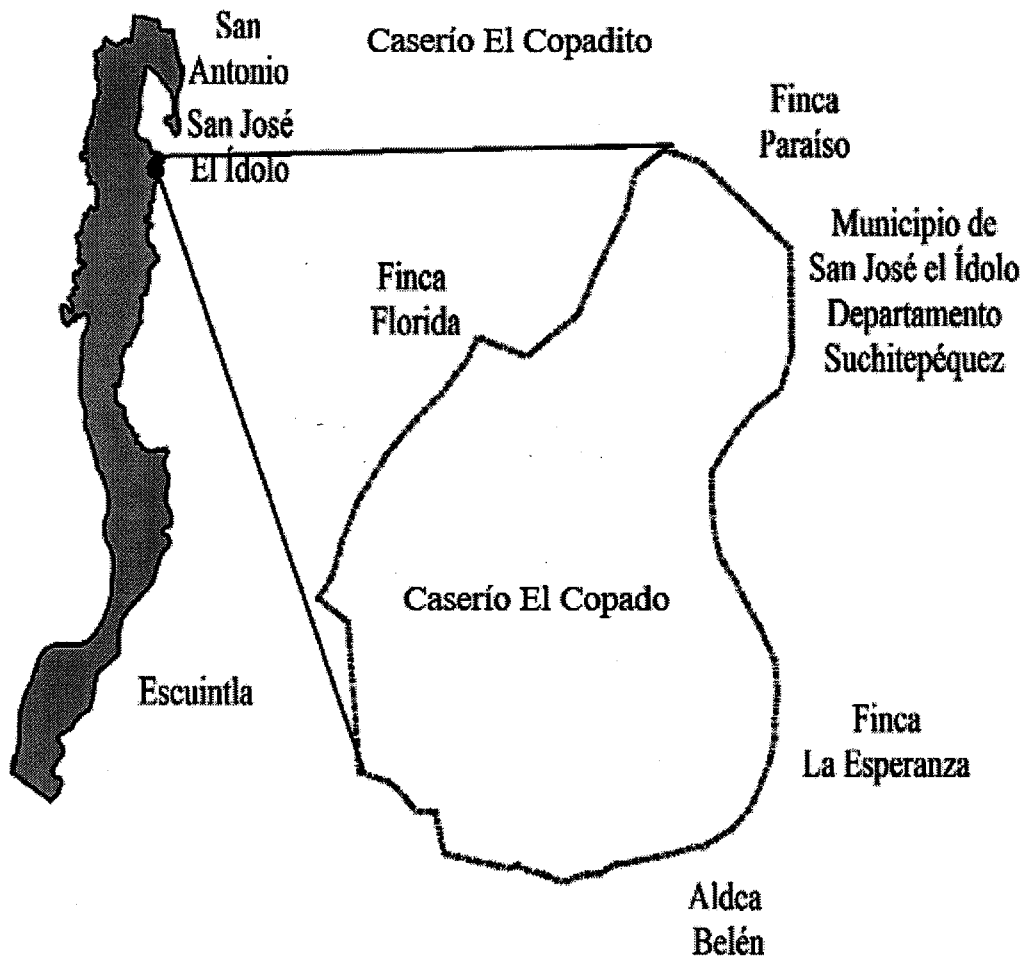 San
Antonio
Caserío El Copadito
San José
El Ídolo
Finca
Paraíso
Municipio de
San José el Ídolo
Departamento
Suchitepéquez
Finca
Florida
Caserío El Copado
Escuintla
Finca
La Esperanza
Aldea
Belén